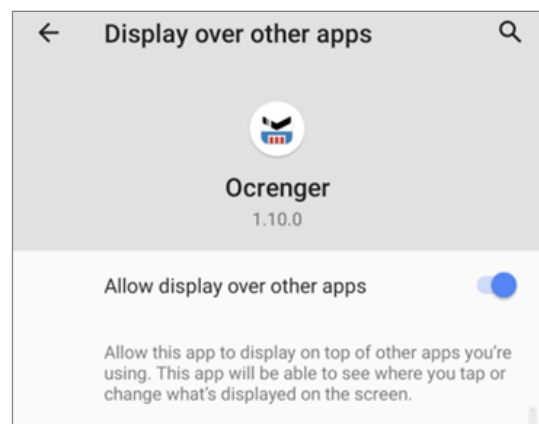 Display over other apps
Ocrenger
1.10.0
Allow display over other apps
Allow this app to display on top of other apps you're
using. This app will be able to see where you tap or
change what's displayed on the screen.